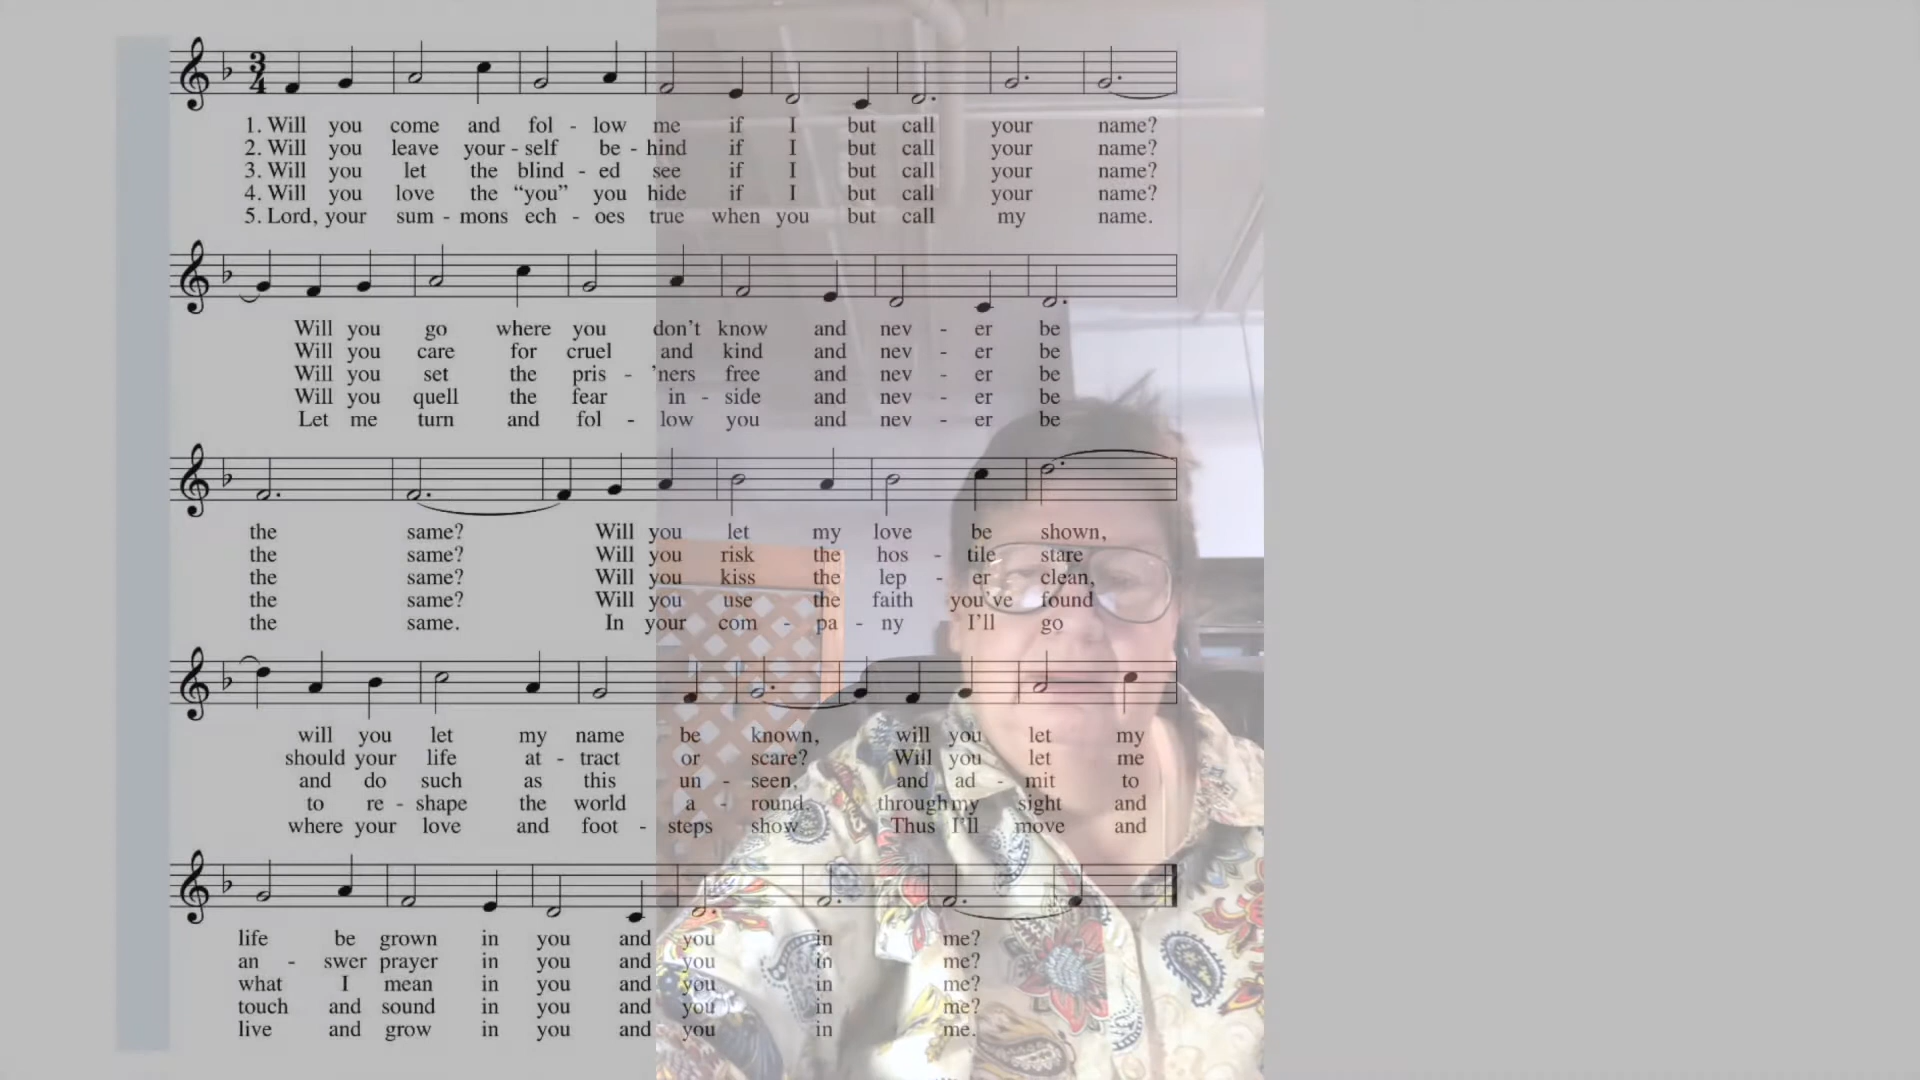 3
4
1. Will you come and fol - low me if I but call your name?
2. Will you leave your - self be - hind if I but call your name?
3. Will you let the blind - ed see if I but call your name?
4. Will you love the “you” you hide if I but call your name?
5. Lord, your sum - mons ech - oes true when you but call my name.
Will you go where you don’t know and nev - er be
Will you care for cruel and kind and nev - er be
Will you set the pris - ’ners free and nev - er be
Will you quell the fear in - side and nev - er be
Let me turn and fol - low you and nev - er be
the same? Will you let my love be shown,
the same? Will you risk the hos - tile stare
the same? Will you kiss the lep - er clean,
the same? Will you use the faith you’ve found
the same. In your com - pa - ny I’ll go
will you let my name be known, will you let my
should your life at - tract or scare? Will you let me
and do such as this un - seen, and ad - mit to
to re - shape the world a - round, through my sight and
where your love and foot - steps show. Thus I’ll move and
life be grown in you and you in me?
an - swer prayer in you and you in me?
what I mean in you and you in me?
touch and sound in you and you in me?
live and grow in you and you in me.